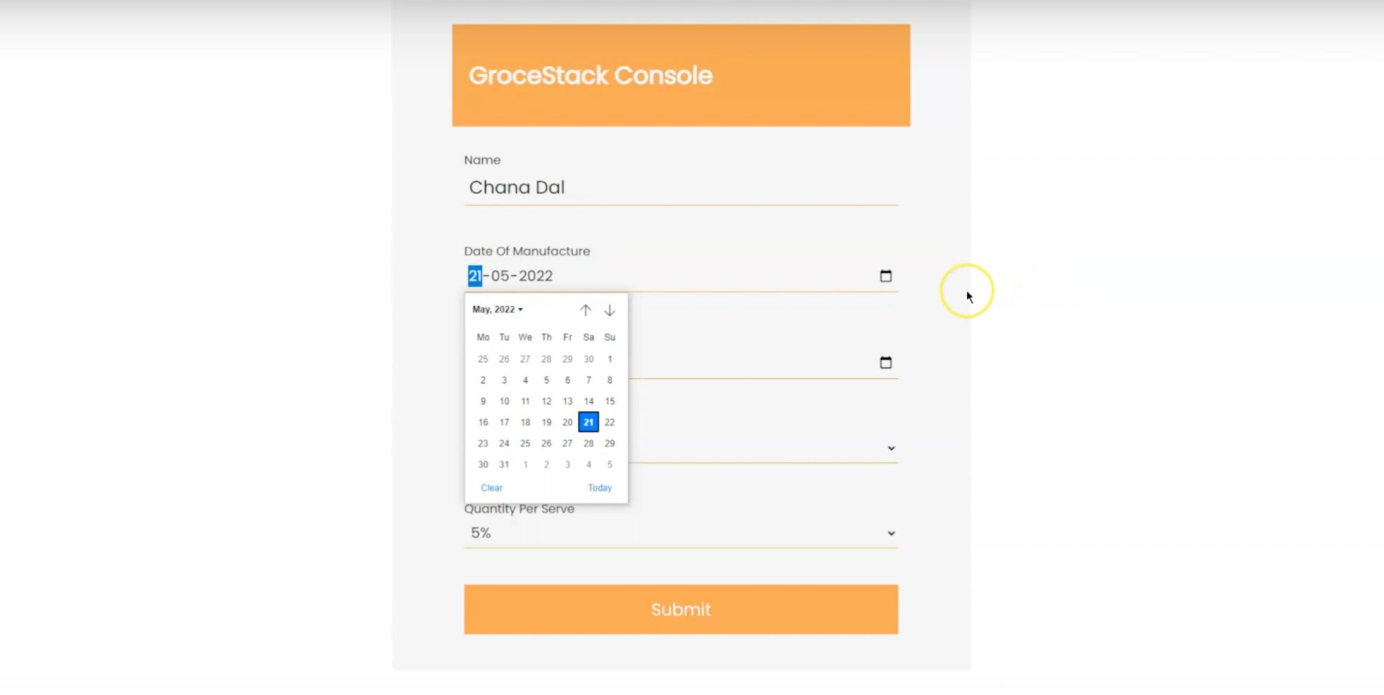 GroceStack Console
Name
Chana Dal
Date Of Manufacture
21-05-2022
May, 2022
Mo Tu We Th Fr Sa Su
25 26 27 28 29 30 1
2 3 4 5 6 7 8
9 10 11 12 13 14 15
16 17 18 19 20 21 22
23 24 25 26 27 28 29
30 31 1 2 3 4 5
Clear Today
Quantity Per Serve
5%
Submit